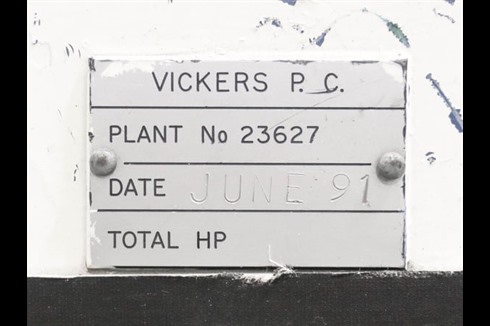 VICKERS P. C.
PLANT No 23627
DATE JUNE '91
TOTAL HP